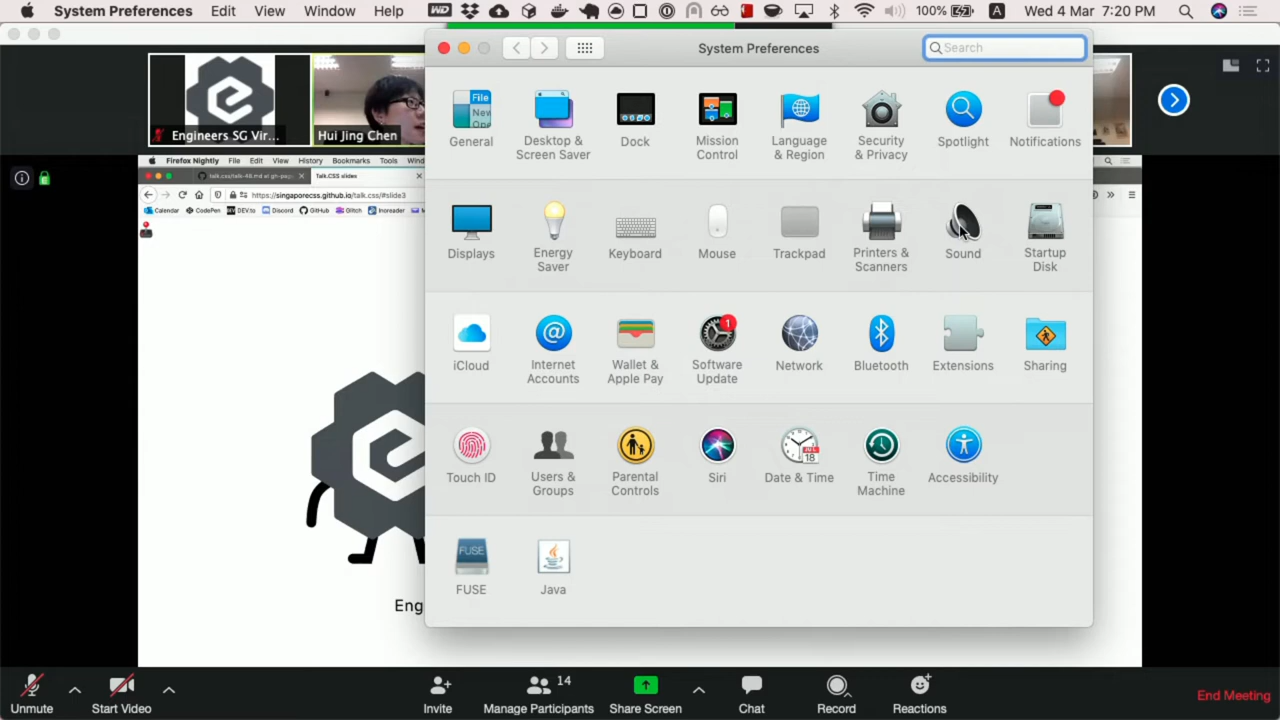 System Preferences Edit View Window Help 100% A Wed 4 Mar 7:20 PM
System Preferences
Search
Engineers SG Vir...
Hui Jing Chen
General
Desktop & Screen Saver
Dock
Mission Control
Language & Region
Security & Privacy
Spotlight
Notifications
Firefox Nightly File Edit View History Bookmarks Tools
Talk.CSS slides
https://singaporecss.github.io/talk.css/#slide3
Calendar CodePen DEV.to Discord GitHub Glitch Inoreader
Displays
Energy Saver
Keyboard
Mouse
Trackpad
Printers & Scanners
Sound
Startup Disk
iCloud
Internet Accounts
Wallet & Apple Pay
1
Software Update
Network
Bluetooth
Extensions
Sharing
Touch ID
Users & Groups
Parental Controls
Siri
JUL
18
Date & Time
Time Machine
Accessibility
FUSE
FUSE
Java
Eng
Unmute
Start Video
Invite
14
Manage Participants
Share Screen
Chat
Record
Reactions
End Meeting